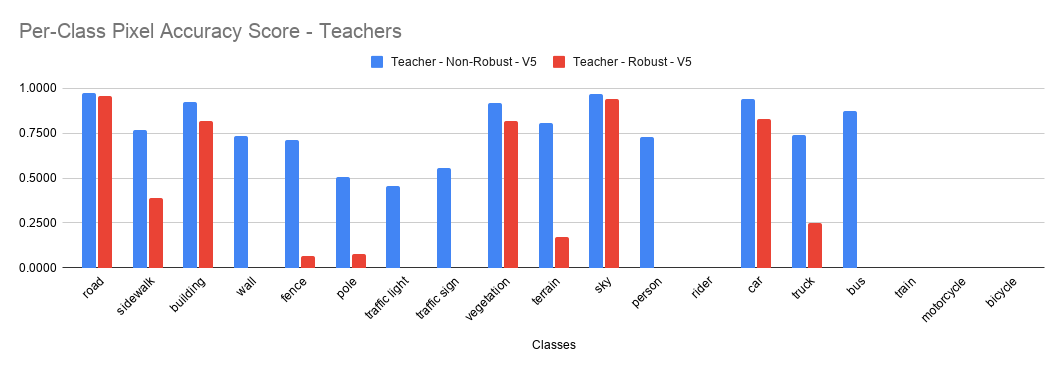 Per-Class Pixel Accuracy Score - Teachers
Teacher - Non-Robust - V5 Teacher - Robust - V5
1.0000
0.7500
0.5000
0.2500
0.0000
road sidewalk building wall fence pole traffic light traffic sign vegetation terrain sky person rider car truck bus train motorcycle bicycle
Classes